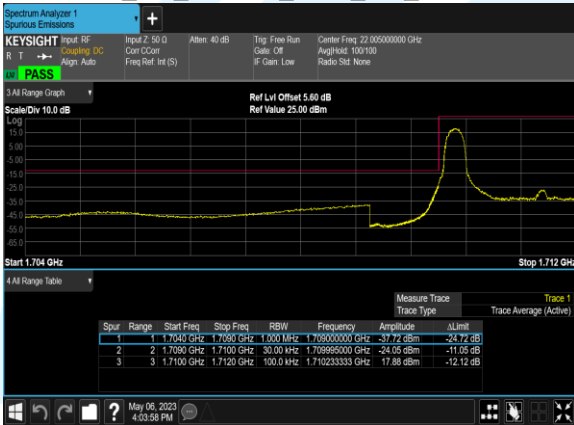 Spectrum Analyzer 1
Spurious Emissions
+
KEYSIGHT Input: RF Input Z: 50 Ω Atten: 40 dB Trig: Free Run Center Freq: 22.005000000 GHz
R T Coupling: DC Corr CCorr Gate: Off Avg|Hold: 100/100
Align: Auto Freq Ref: Int (S) IF Gain: Low Radio Std: None
PASS
3 All Range Graph
Ref Lvl Offset 5.60 dB
Scale/Div 10.0 dB Ref Value 25.00 dBm
Log
15.0
5.00
-5.00
-15.0
-25.0
-35.0
-45.0
-55.0
-65.0
Start 1.704 GHz Stop 1.712 GHz
4 All Range Table
Measure Trace Trace 1
Trace Type Trace Average (Active)
Spur Range Start Freq Stop Freq RBW Frequency Amplitude ΔLimit
1 1 1.7040 GHz 1.7090 GHz 1.000 MHz 1.709000000 GHz -37.72 dBm -24.72 dB
2 2 1.7090 GHz 1.7100 GHz 30.00 kHz 1.709995000 GHz -24.05 dBm -11.05 dB
3 3 1.7100 GHz 1.7120 GHz 100.0 kHz 1.710233333 GHz 17.88 dBm -12.12 dB
? May 06, 2023
4:03:58 PM